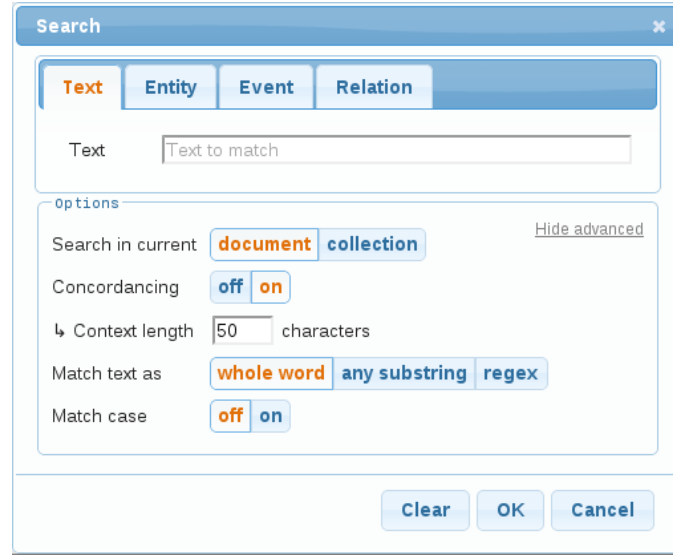 Search
Text Entity Event Relation
Text Text to match
Options
Hide advanced
Search in current document collection
Concordancing off on
↳ Context length 50 characters
Match text as whole word any substring regex
Match case off on
Clear OK Cancel